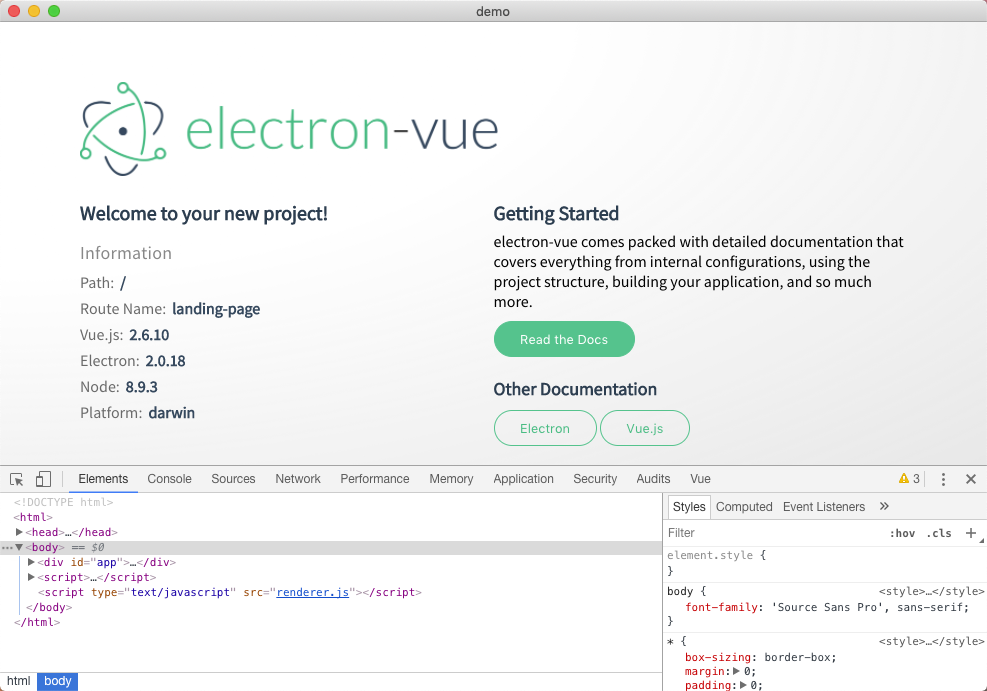 demo
electron-vue
Welcome to your new project!
Information
Path: /
Route Name: landing-page
Vue.js: 2.6.10
Electron: 2.0.18
Node: 8.9.3
Platform: darwin
Getting Started
electron-vue comes packed with detailed documentation that
covers everything from internal configurations, using the
project structure, building your application, and so much
more.
Read the Docs
Other Documentation
Electron Vue.js
Elements Console Sources Network Performance Memory Application Security Audits Vue 3
<!DOCTYPE html>
<html>
<head>…</head>
<body> == $0
<div id="app">…</div>
<script>…</script>
<script type="text/javascript" src="renderer.js"></script>
</body>
</html>
html body
Styles Computed Event Listeners »
Filter :hov .cls +
element.style {
}
body { <style>…</style>
font-family: 'Source Sans Pro', sans-serif;
}
* { <style>…</style>
box-sizing: border-box;
margin: 0;
padding: 0;